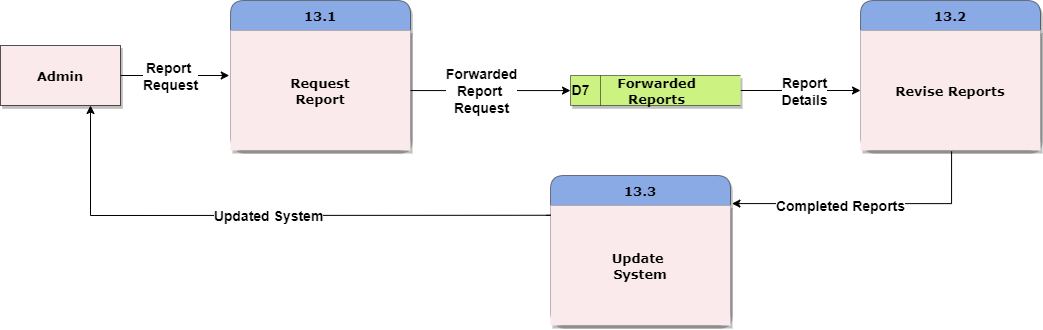 13.1
13.2
Admin
Report
Request
Request
Report
Forwarded
Report
Request
D7
Forwarded
Reports
Report
Details
Revise Reports
13.3
Completed Reports
Updated System
Update
System